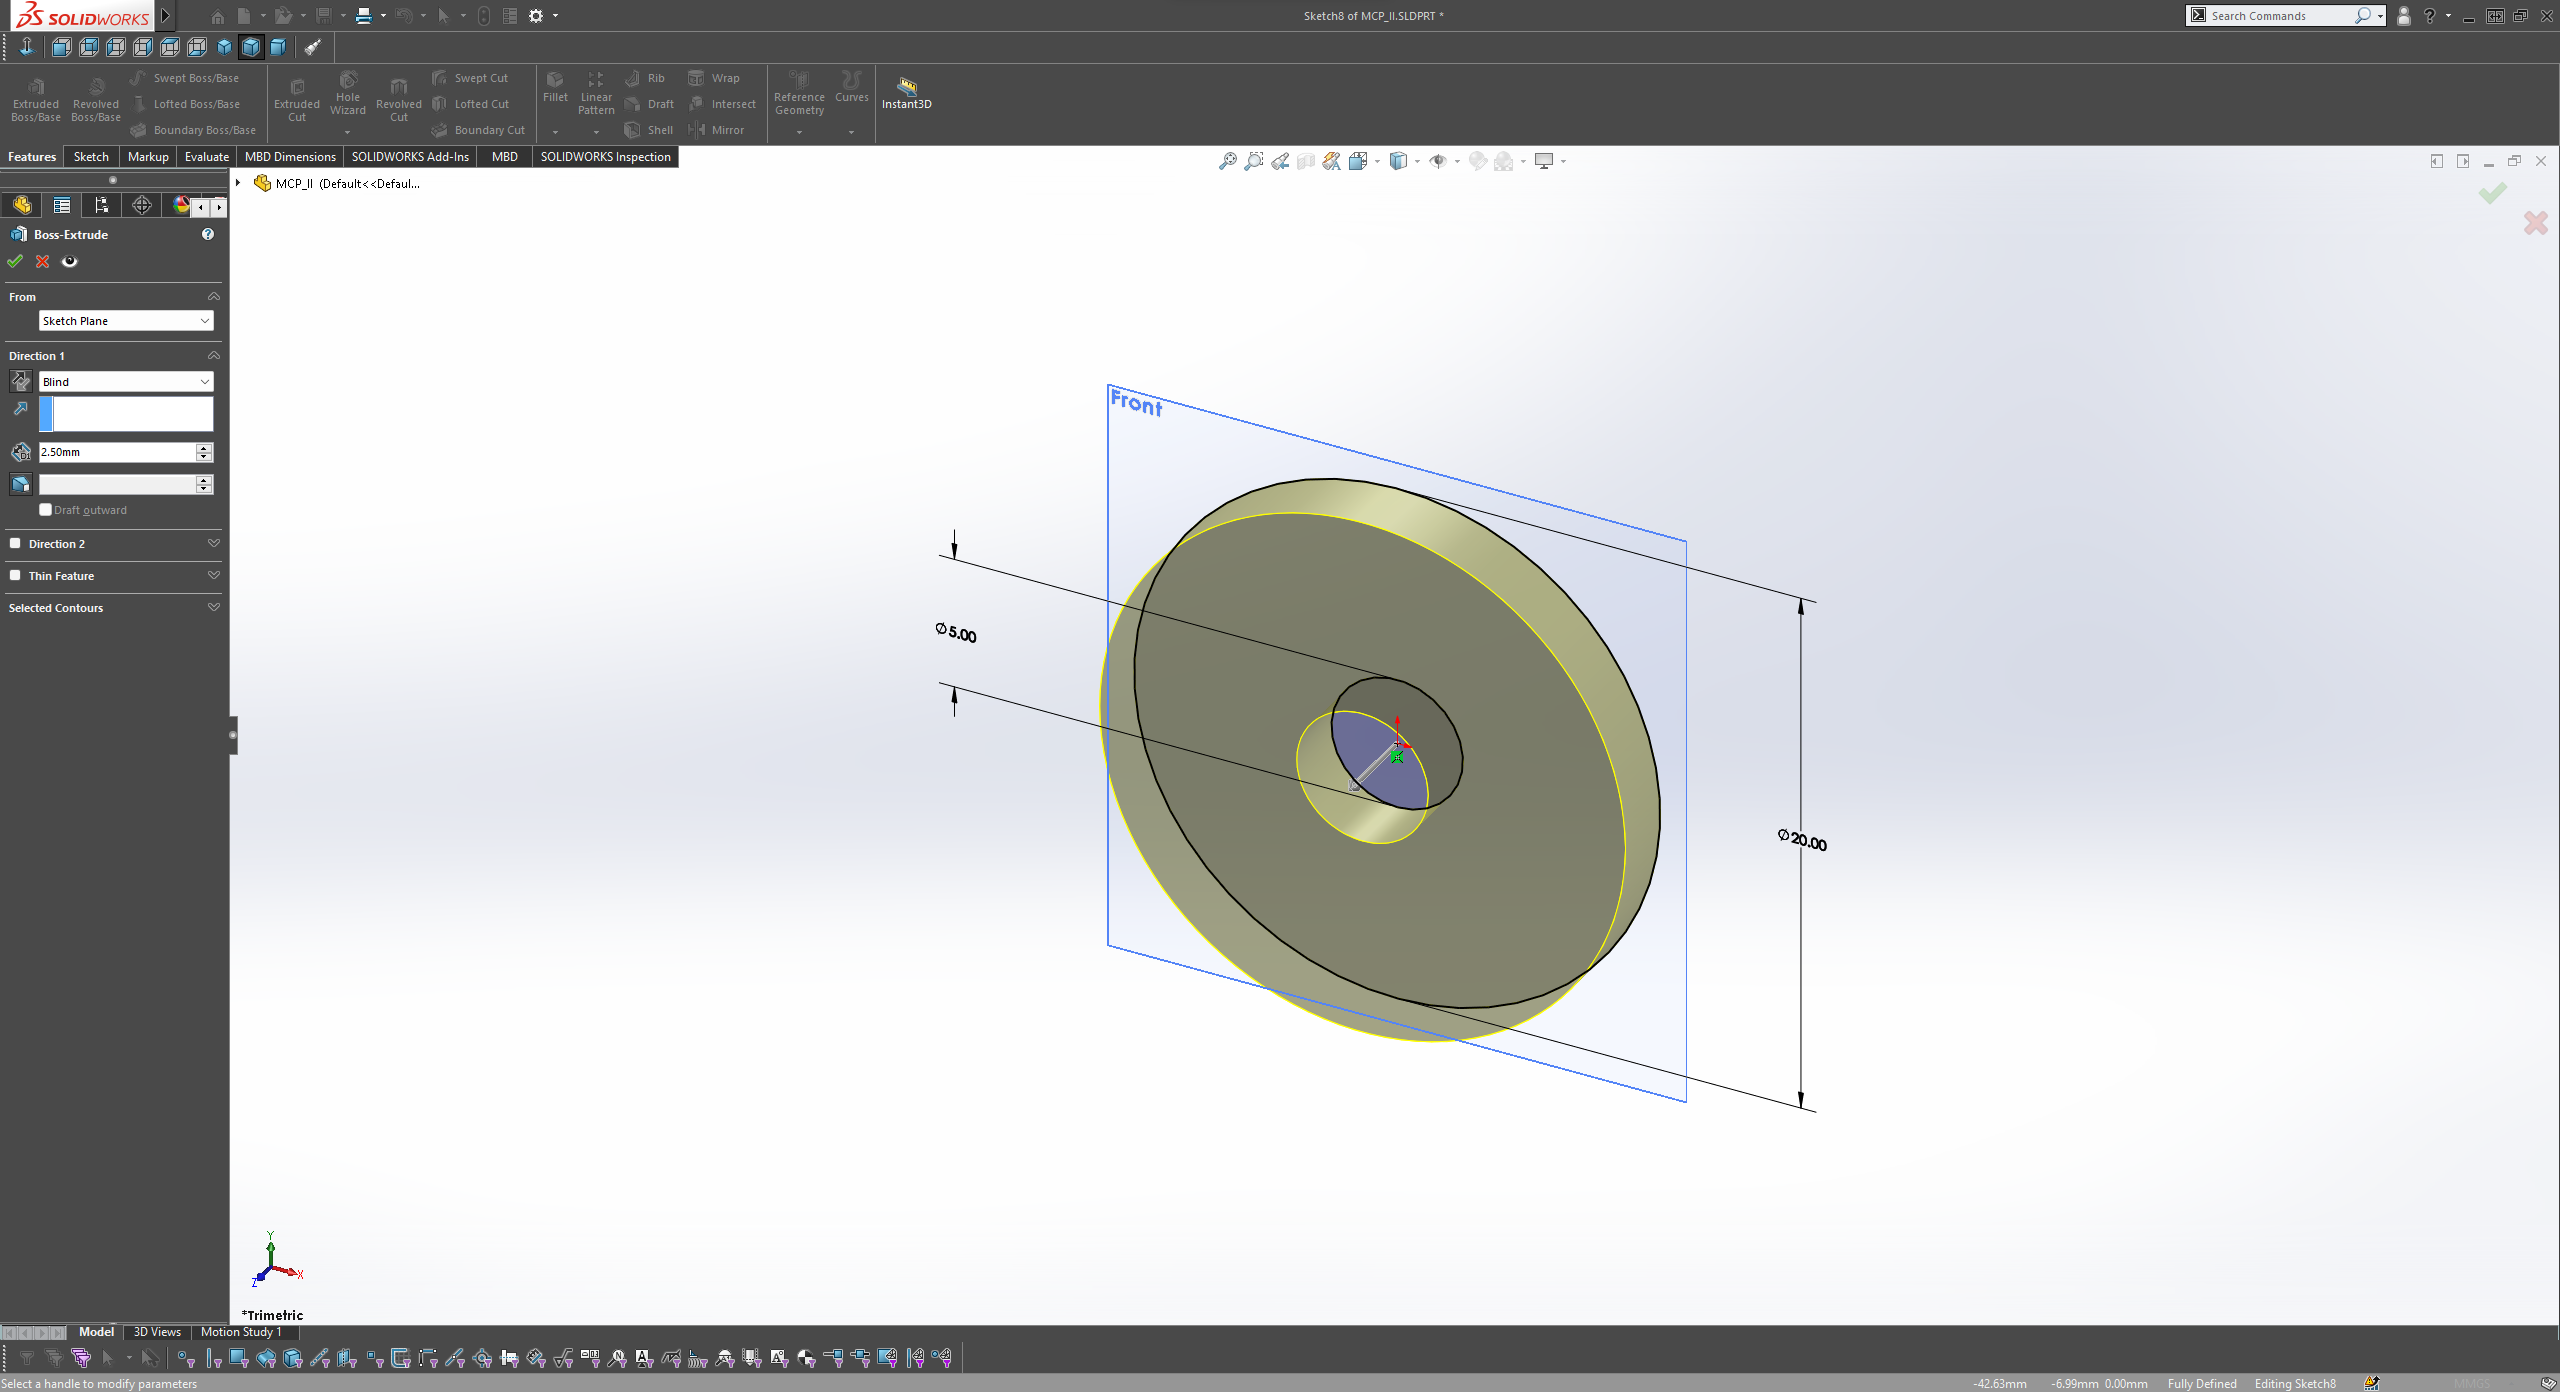 SOLIDWORKS
Sketch8 of MCP_II.SLDPRT *
Search Commands
Extruded Boss/Base
Revolved Boss/Base
Swept Boss/Base
Lofted Boss/Base
Boundary Boss/Base
Extruded Cut
Hole Wizard
Revolved Cut
Swept Cut
Lofted Cut
Boundary Cut
Fillet
Linear Pattern
Rib
Draft
Shell
Wrap
Intersect
Mirror
Reference Geometry
Curves
Instant3D
Features
Sketch
Markup
Evaluate
MBD Dimensions
SOLIDWORKS Add-Ins
MBD
SOLIDWORKS Inspection
MCP_II (Default<<Defaul...
Boss-Extrude
From
Sketch Plane
Direction 1
Blind
2.50mm
Draft outward
Direction 2
Thin Feature
Selected Contours
Front
Ø5.00
Ø20.00
Y
X
Z
*Trimetric
Model
3D Views
Motion Study 1
Select a handle to modify parameters
-42.63mm
-6.99mm
0.00mm
Fully Defined
Editing Sketch8
MMGS